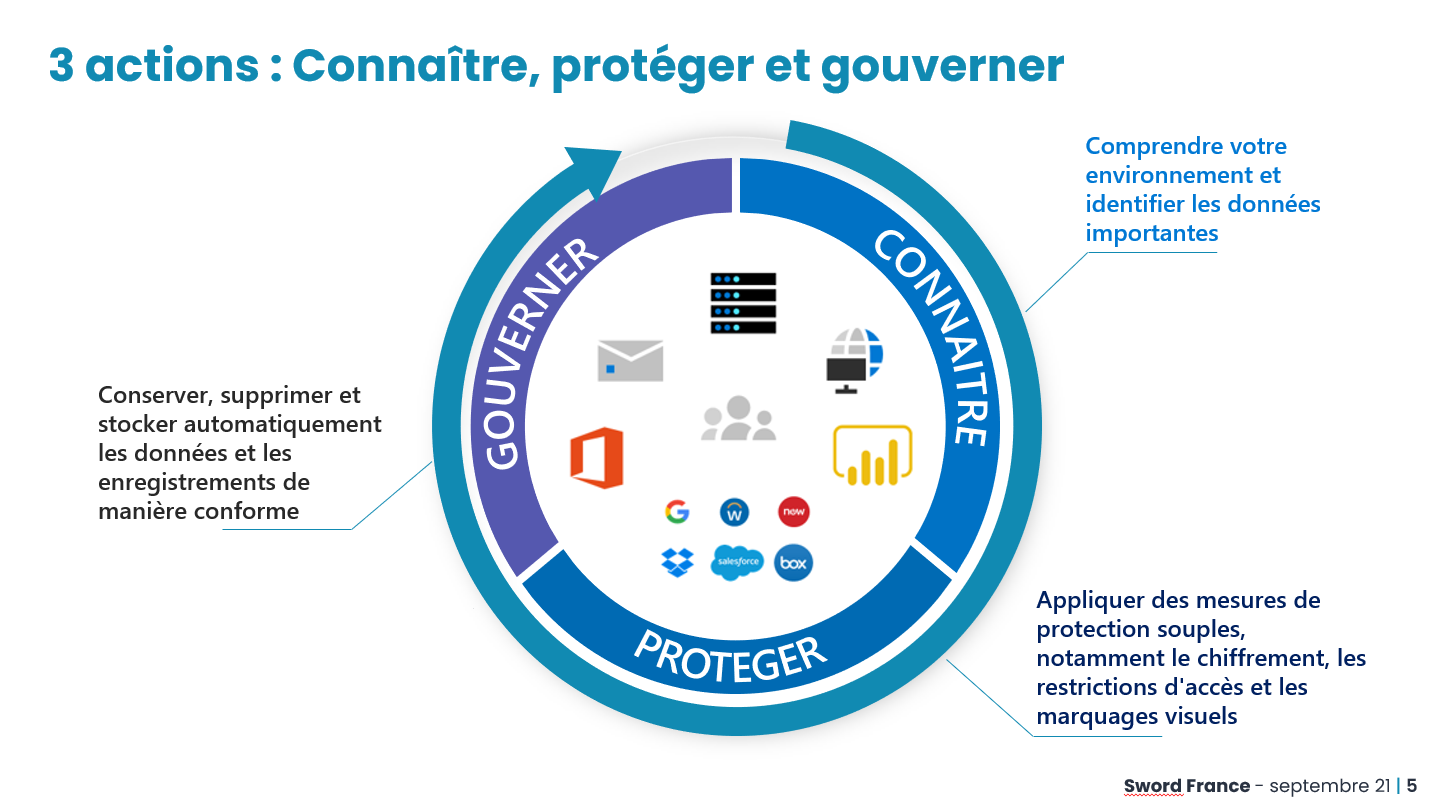 3 actions : Connaître, protéger et gouverner
Comprendre votre
environnement et
identifier les données
importantes
CONNAITRE
GOUVERNER
Conserver, supprimer et
stocker automatiquement
les données et les
enregistrements de
manière conforme
G
W
now
salesforce
box
PROTEGER
Appliquer des mesures de
protection souples,
notamment le chiffrement, les
restrictions d'accès et les
marquages visuels
Sword France - septembre 21 | 5